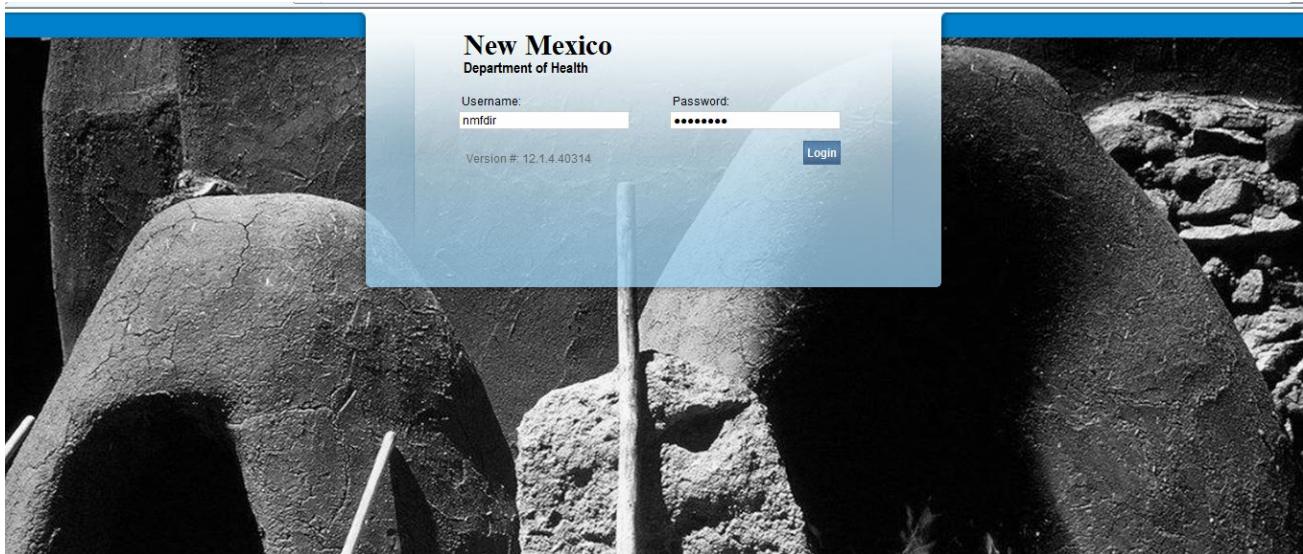 New Mexico
Department of Health
Username: Password:
nmfdir ••••••••
Version #: 12.1.4.40314 Login